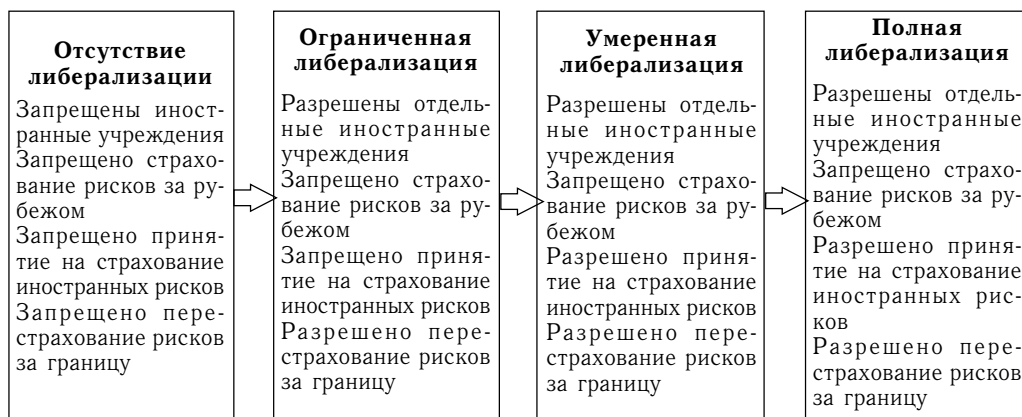 Отсутствие
либерализации
Запрещены иност-
ранные учреждения
Запрещено страхо-
вание рисков за ру-
бежом
Запрещено приня-
тие на страхование
иностранных рисков
Запрещено пере-
страхование рисков
за границу
Ограниченная
либерализация
Разрешены отдель-
ные иностранные
учреждения
Запрещено страхо-
вание рисков за ру-
бежом
Запрещено приня-
тие на страхование
иностранных рисков
Разрешено пере-
страхование рисков
за границу
Умеренная
либерализация
Разрешены отдель-
ные иностранные
учреждения
Запрещено страхо-
вание рисков за ру-
бежом
Разрешено приня-
тие на страхование
иностранных рисков
Разрешено пере-
страхование рисков
за границу
Полная
либерализация
Разрешены отдель-
ные иностранные
учреждения
Запрещено страхо-
вание рисков за ру-
бежом
Разрешено приня-
тие на страхование
иностранных рис-
ков
Разрешено пере-
страхование рисков
за границу